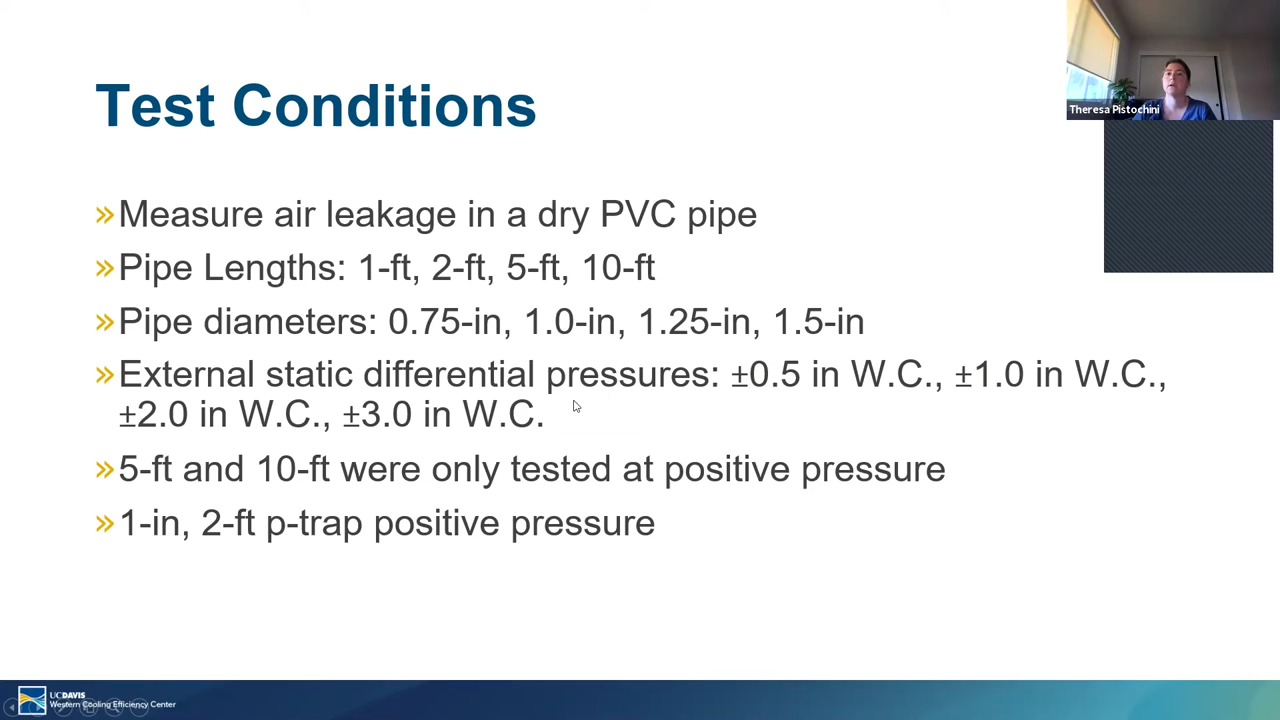 Test Conditions
Theresa Pistochini
» Measure air leakage in a dry PVC pipe
» Pipe Lengths: 1-ft, 2-ft, 5-ft, 10-ft
» Pipe diameters: 0.75-in, 1.0-in, 1.25-in, 1.5-in
» External static differential pressures: ±0.5 in W.C., ±1.0 in W.C.,
±2.0 in W.C., ±3.0 in W.C.
» 5-ft and 10-ft were only tested at positive pressure
» 1-in, 2-ft p-trap positive pressure
UCDAVIS
Western Cooling Efficiency Center